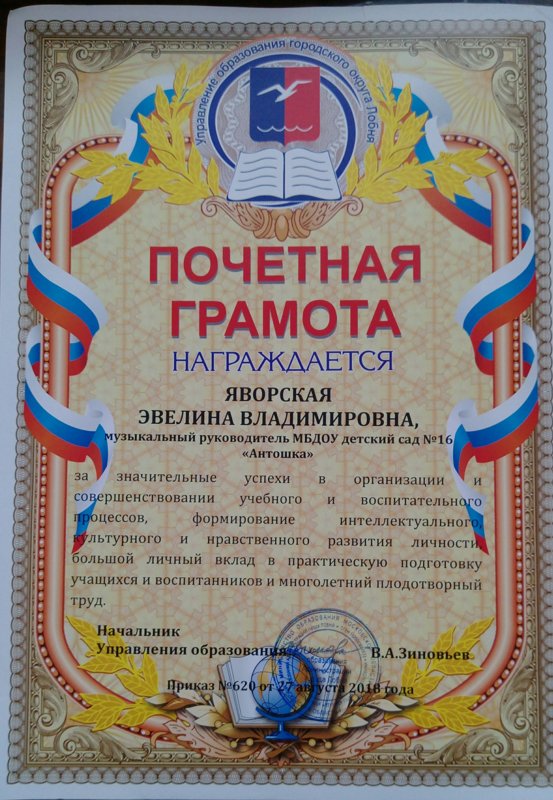 Управление образования городского округа Лобня
ПОЧЕТНАЯ
ГРАМОТА
НАГРАЖДАЕТСЯ
ЯВОРСКАЯ
ЭВЕЛИНА ВЛАДИМИРОВНА,
музыкальный руководитель МБДОУ детский сад №16
«Антошка»
за значительные успехи в организации и
совершенствовании учебного и воспитательного
процессов, формирование интеллектуального,
культурного и нравственного развития личности,
большой личный вклад в практическую подготовку
учащихся и воспитанников и многолетний плодотворный
труд.
Начальник
Управления образования
В.А.Зиновьев
Приказ №620 от 27 августа 2018 года